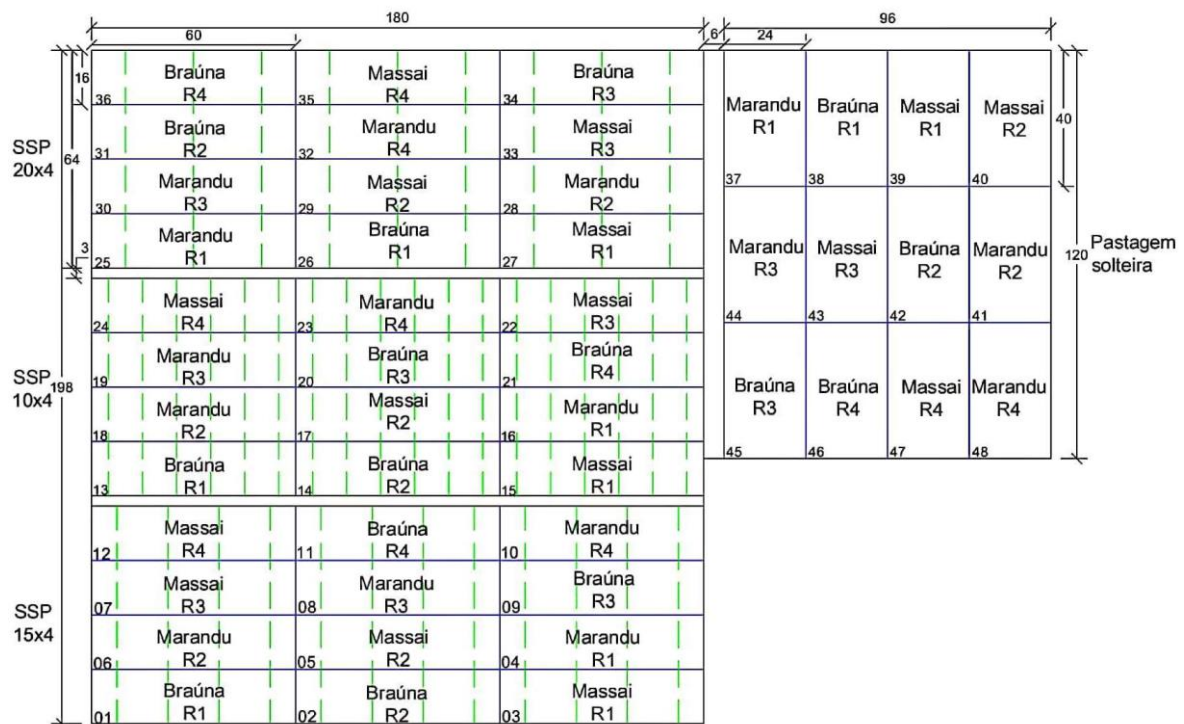 180
96
60
6
24
16
Braúna
R4
36
Massai
R4
35
Braúna
R3
34
SSP
20x4
64
Braúna
R2
31
Marandu
R4
32
Massai
R3
33
Marandu
R3
30
Massai
R2
29
Marandu
R2
28
3
Marandu
R1
25
Braúna
R1
26
Massai
R1
27
Massai
R4
24
Marandu
R4
23
Massai
R3
22
SSP
10x4
198
Marandu
R3
19
Braúna
R3
20
Braúna
R4
21
Marandu
R2
18
Massai
R2
17
Marandu
R1
16
Braúna
R1
13
Braúna
R2
14
Massai
R1
15
Massai
R4
12
Braúna
R4
11
Marandu
R4
10
SSP
15x4
Massai
R3
07
Marandu
R3
08
Braúna
R3
09
Marandu
R2
06
Massai
R2
05
Marandu
R1
04
Braúna
R1
01
Braúna
R2
02
Massai
R1
03
Marandu
R1
37
Braúna
R1
38
Massai
R1
39
Massai
R2
40
40
Marandu
R3
44
Massai
R3
43
Braúna
R2
42
Marandu
R2
41
120
Pastagem
solteira
Braúna
R3
45
Braúna
R4
46
Massai
R4
47
Marandu
R4
48